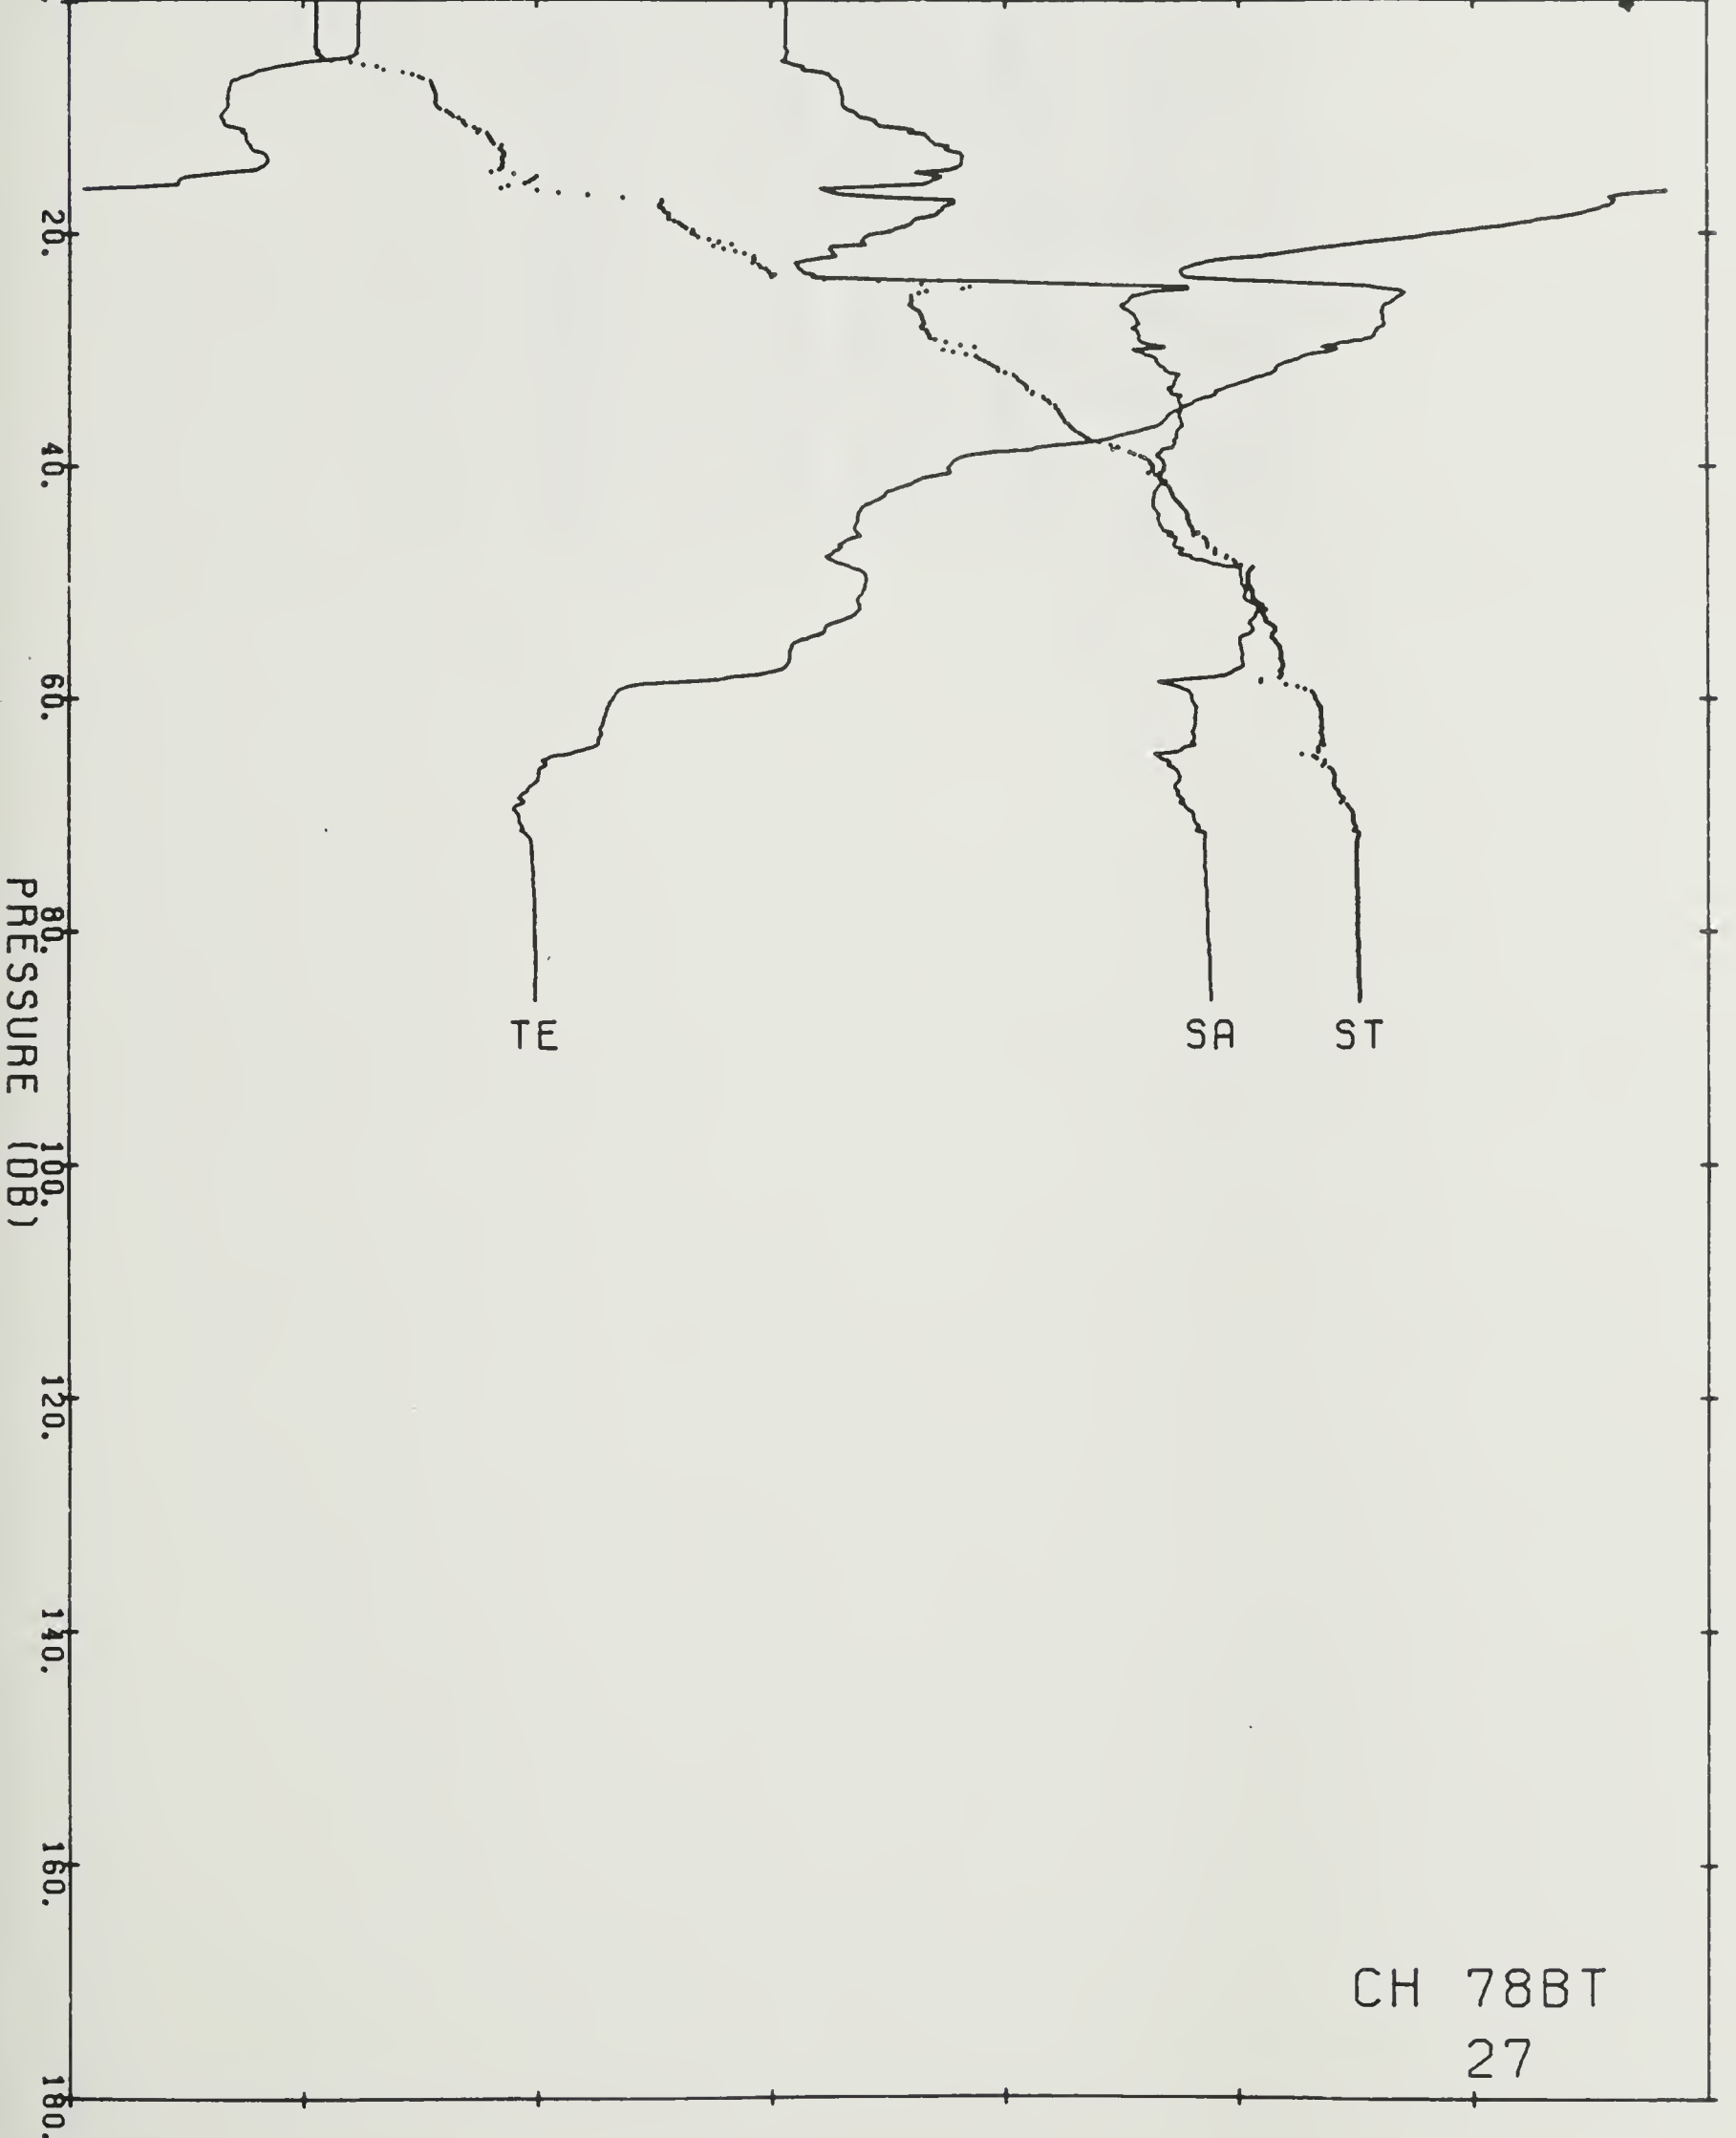 20.
40.
60.
80.
100.
120.
140.
160.
180.
PRESSURE (DB)
TE
SA
ST
CH 78BT
27